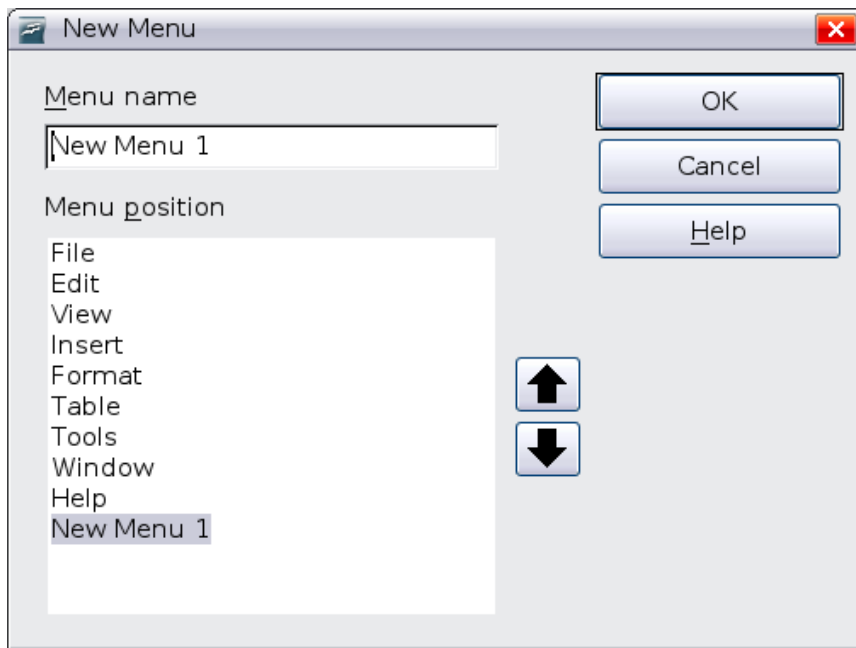 New Menu
Menu name
New Menu 1
Menu position
File
Edit
View
Insert
Format
Table
Tools
Window
Help
New Menu 1
OK
Cancel
Help